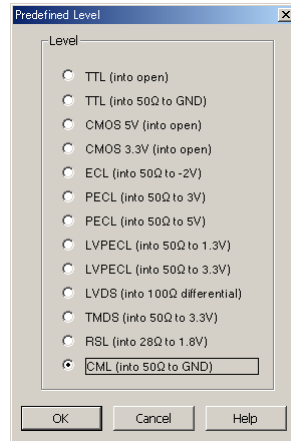 Predefined Level
Level
TTL (into open)
TTL (into 50Ω to GND)
CMOS 5V (into open)
CMOS 3.3V (into open)
ECL (into 50Ω to -2V)
PECL (into 50Ω to 3V)
PECL (into 50Ω to 5V)
LVPECL (into 50Ω to 1.3V)
LVPECL (into 50Ω to 3.3V)
LVDS (into 100Ω differential)
TMDS (into 50Ω to 3.3V)
RSL (into 28Ω to 1.8V)
CML (into 50Ω to GND)
OK Cancel Help